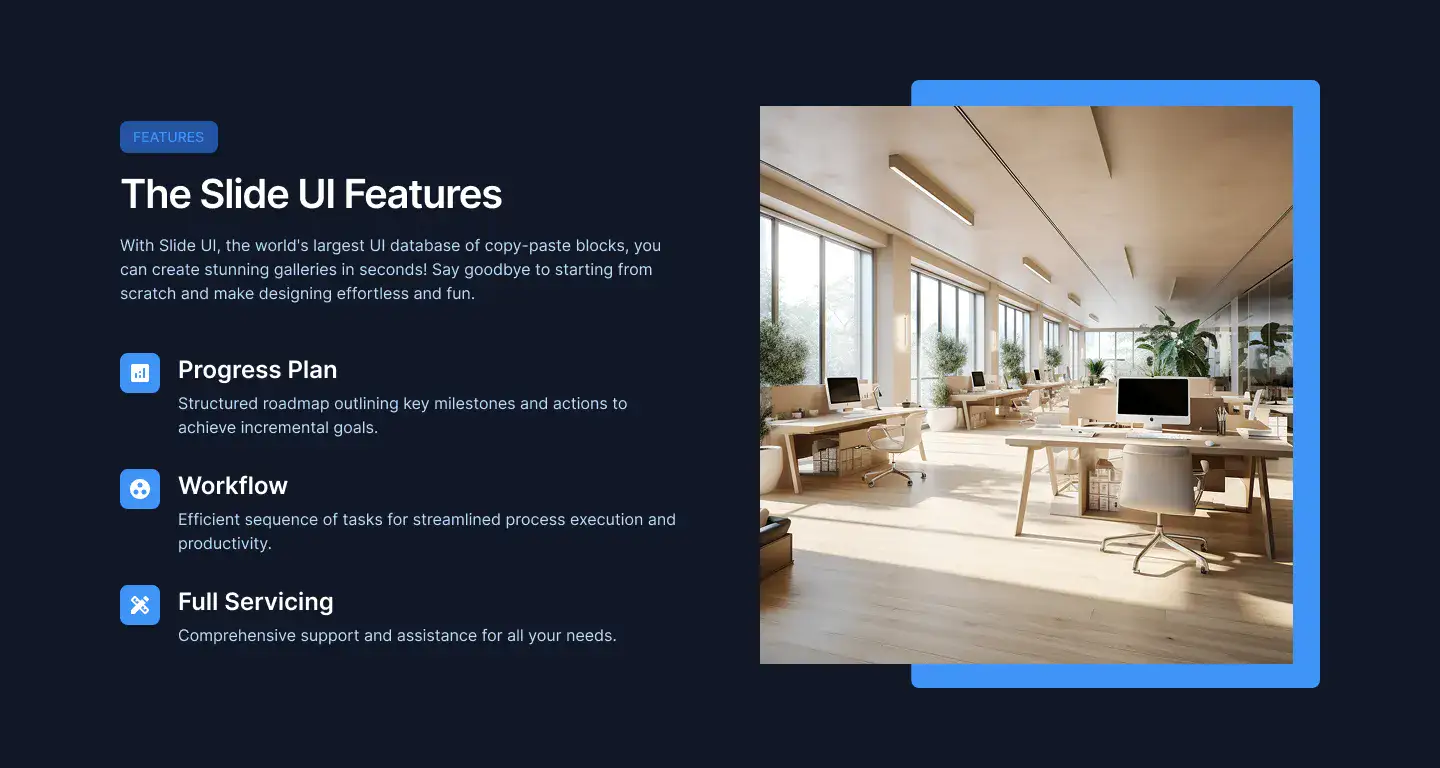 FEATURES
The Slide UI Features
With Slide UI, the world's largest UI database of copy-paste blocks, you
can create stunning galleries in seconds! Say goodbye to starting from
scratch and make designing effortless and fun.
Progress Plan
Structured roadmap outlining key milestones and actions to
achieve incremental goals.
Workflow
Efficient sequence of tasks for streamlined process execution and
productivity.
Full Servicing
Comprehensive support and assistance for all your needs.